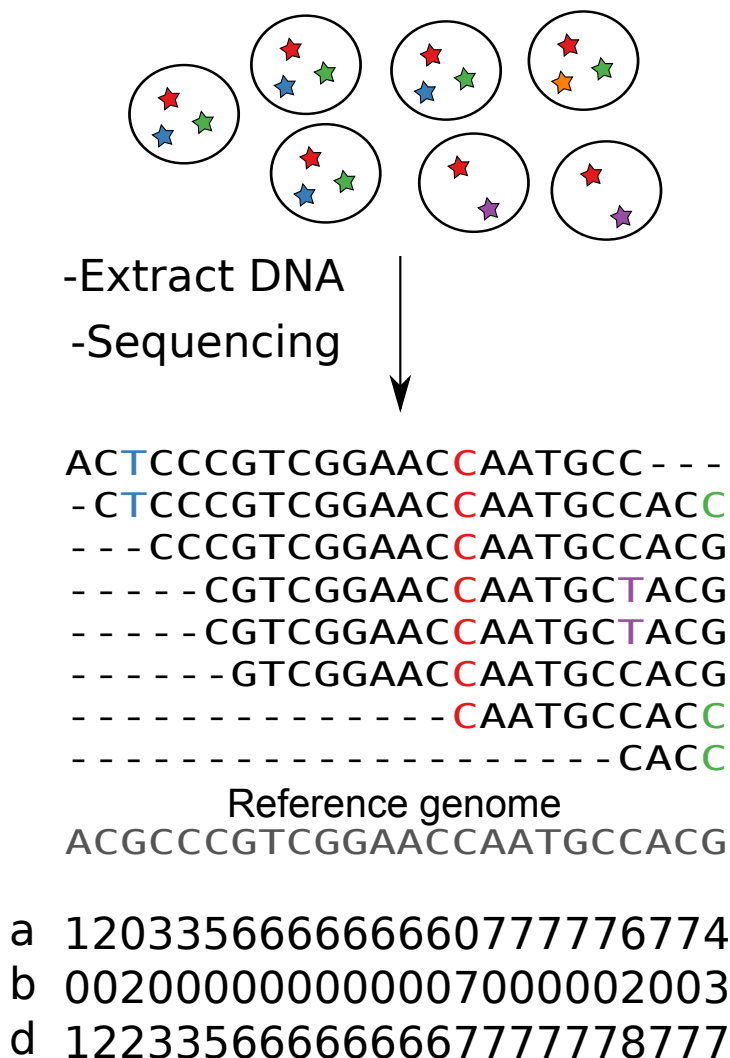 -Extract DNA
-Sequencing
ACTCCCGTCGGAACCAATGCC---
-CTCCCGTCGGAACCAATGCCACC
---CCCGTCGGAACCAATGCCACG
-----CGTCGGAACCAATGCTACG
-----CGTCGGAACCAATGCTACG
------GTCGGAACCAATGCCACG
--------------CAATGCCACC
--------------------CACC
Reference genome
ACGCCCGTCGGAACCAATGCCACG
a 120335666666660777776774
b 002000000000007000002003
d 122335666666667777778777